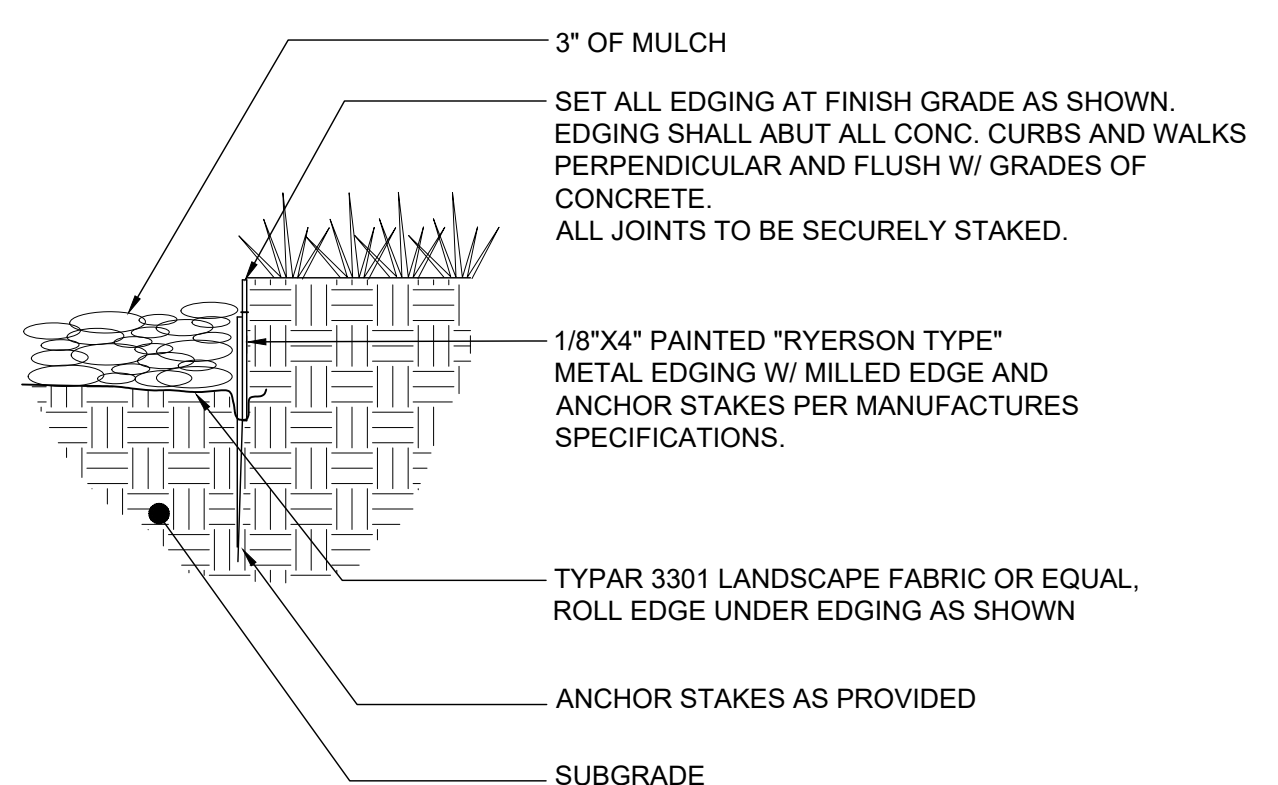 3" OF MULCH
SET ALL EDGING AT FINISH GRADE AS SHOWN.
EDGING SHALL ABUT ALL CONC. CURBS AND WALKS
PERPENDICULAR AND FLUSH W/ GRADES OF
CONCRETE.
ALL JOINTS TO BE SECURELY STAKED.
1/8"X4" PAINTED "RYERSON TYPE"
METAL EDGING W/ MILLED EDGE AND
ANCHOR STAKES PER MANUFACTURES
SPECIFICATIONS.
TYPAR 3301 LANDSCAPE FABRIC OR EQUAL,
ROLL EDGE UNDER EDGING AS SHOWN
ANCHOR STAKES AS PROVIDED
SUBGRADE